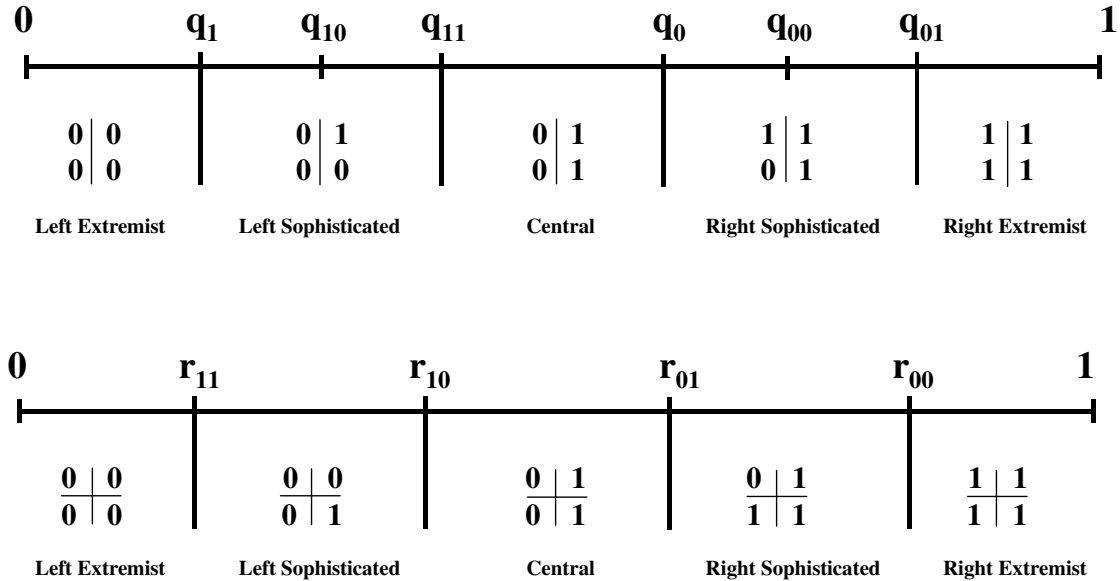 0 q₁ q₁₀ q₁₁ q₀ q₀₀ q₀₁ 1
0 0 0 1 0 1 1 1 1 1
0 0 0 0 0 1 0 1 1 1
Left Extremist Left Sophisticated Central Right Sophisticated Right Extremist
0 r₁₁ r₁₀ r₀₁ r₀₀ 1
0 0 0 0 0 1 0 1 1 1
0 0 0 1 0 1 1 1 1 1
Left Extremist Left Sophisticated Central Right Sophisticated Right Extremist